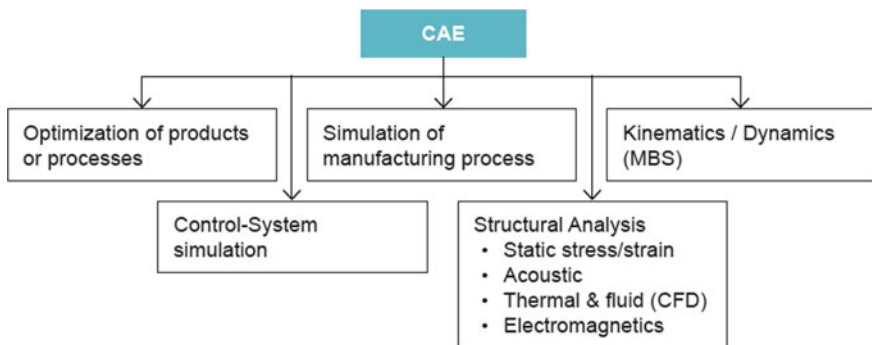 CAE
Optimization of products
or processes
Simulation of
manufacturing process
Kinematics / Dynamics
(MBS)
Control-System
simulation
Structural Analysis
• Static stress/strain
• Acoustic
• Thermal & fluid (CFD)
• Electromagnetics